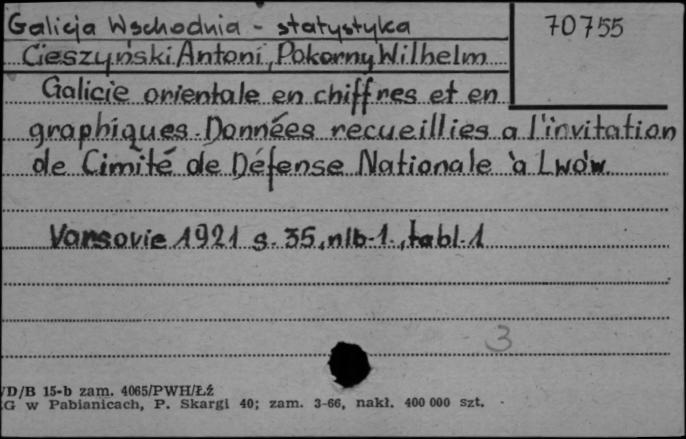 Galicja Wschodnia - statystyka
70755
Cieszyński Antoni, Pokorny Wilhelm
Galicie orientale en chiffres et en
graphiques. Données recueillies a l'invitation
de Cimité de Défense Nationale à Lwów.
Varsovie 1921 s. 35, nlb. 1., tabl. 1
3
/D/B 15-b zam. 4065/PWH/Łź
G w Pabianicach, P. Skargi 40; zam. 3-66, nakł. 400 000 szt.